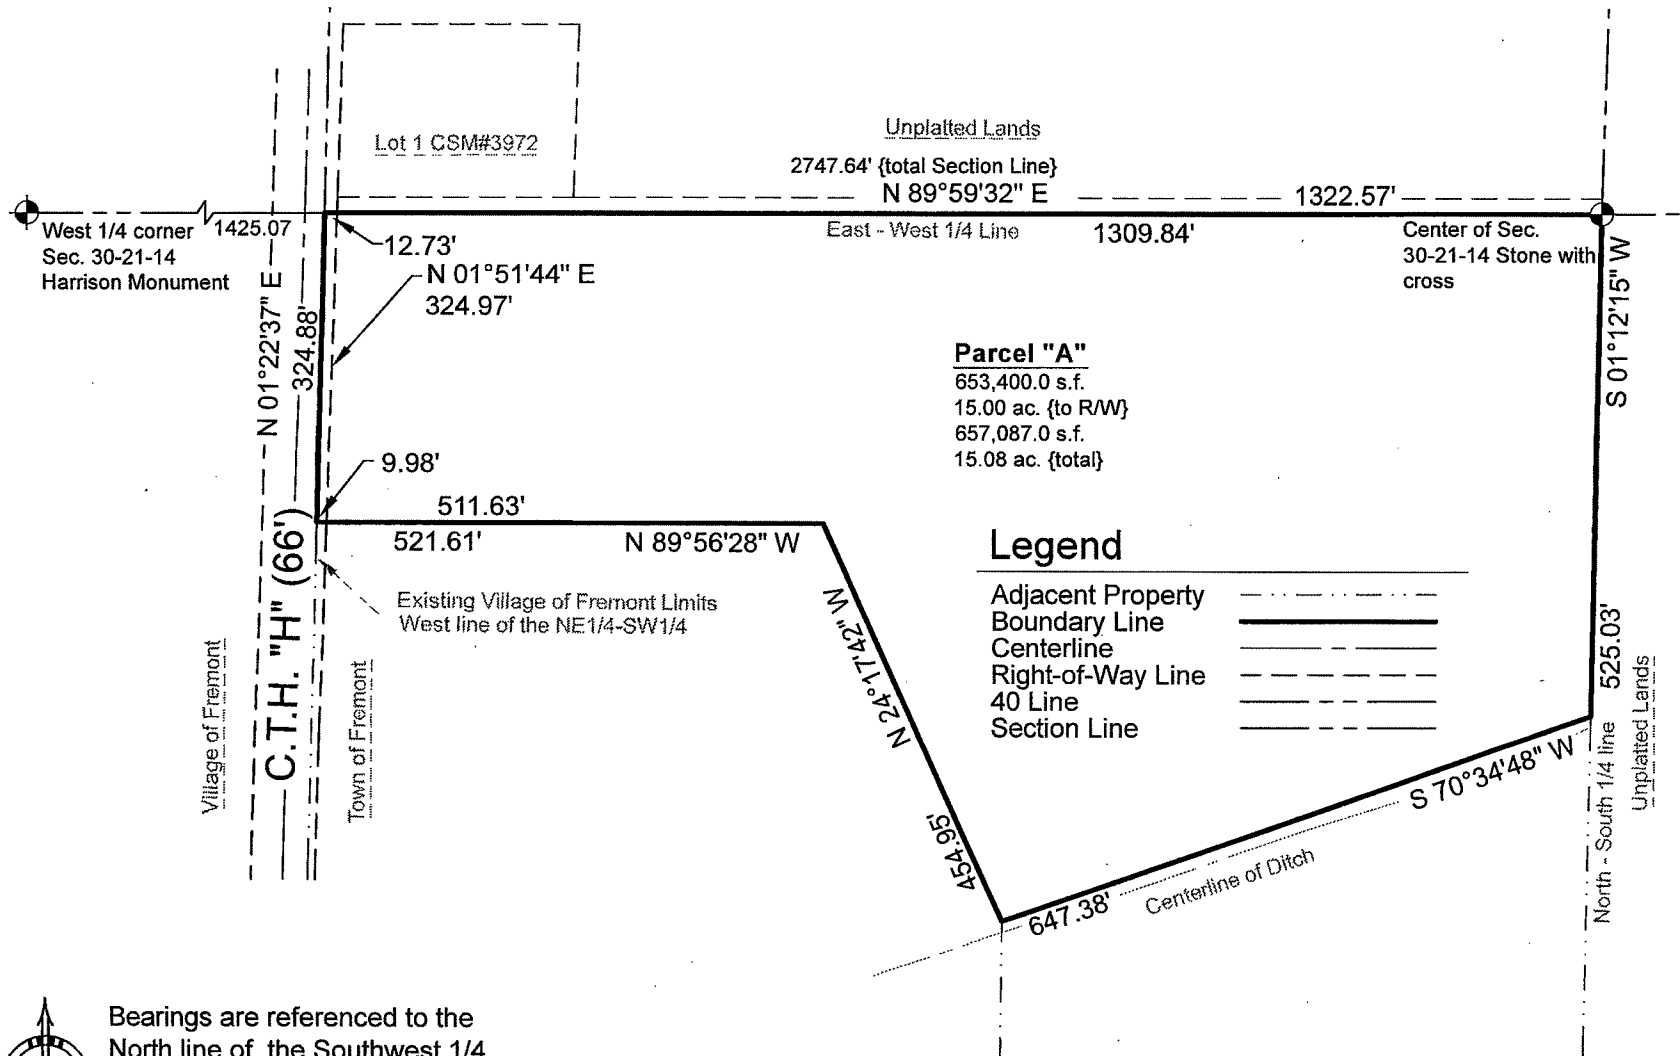 Lot 1 CSM#3972
Unplatted Lands
2747.64' {total Section Line}
N 89°59'32" E
1322.57'
West 1/4 corner
Sec. 30-21-14
Harrison Monument
1425.07
12.73'
East - West 1/4 Line
1309.84'
Center of Sec.
30-21-14 Stone with
cross
N 01°51'44" E
324.97'
N 01°22'37" E
324.88'
S 01°12'15" W
525.03'
Parcel "A"
653,400.0 s.f.
15.00 ac. {to R/W}
657,087.0 s.f.
15.08 ac. {total}
9.98'
511.63'
521.61'
N 89°56'28" W
C.T.H. "H" (66')
Existing Village of Fremont Limits
West line of the NE1/4-SW1/4
Village of Fremont
Town of Fremont
N 24°17'42" W
454.95'
Legend
Adjacent Property
Boundary Line
Centerline
Right-of-Way Line
40 Line
Section Line
S 70°34'48" W
647.38'
Centerline of Ditch
North - South 1/4 line
Unplatted Lands
Bearings are referenced to the
North line of the Southwest 1/4